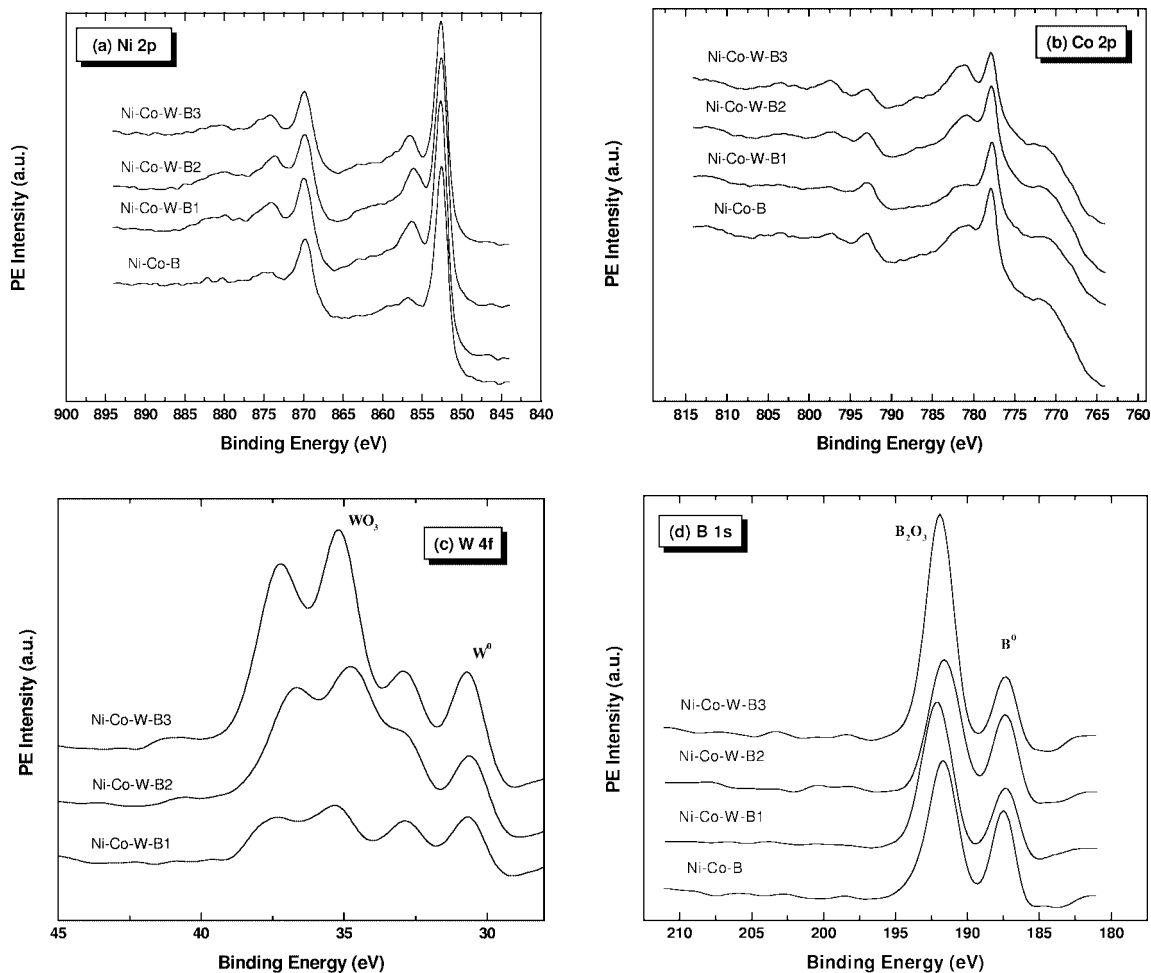 (a) Ni 2p
Ni-Co-W-B3
Ni-Co-W-B2
Ni-Co-W-B1
Ni-Co-B
PE Intensity (a.u.)
900 895 890 885 880 875 870 865 860 855 850 845 840
Binding Energy (eV)
(b) Co 2p
Ni-Co-W-B3
Ni-Co-W-B2
Ni-Co-W-B1
Ni-Co-B
PE Intensity (a.u.)
815 810 805 800 795 790 785 780 775 770 765 760
Binding Energy (eV)
(c) W 4f
WO₃
W⁰
Ni-Co-W-B3
Ni-Co-W-B2
Ni-Co-W-B1
PE Intensity (a.u.)
45 40 35 30
Binding Energy (eV)
(d) B 1s
B₂O₃
B⁰
Ni-Co-W-B3
Ni-Co-W-B2
Ni-Co-W-B1
Ni-Co-B
PE Intensity (a.u.)
210 205 200 195 190 185 180
Binding Energy (eV)